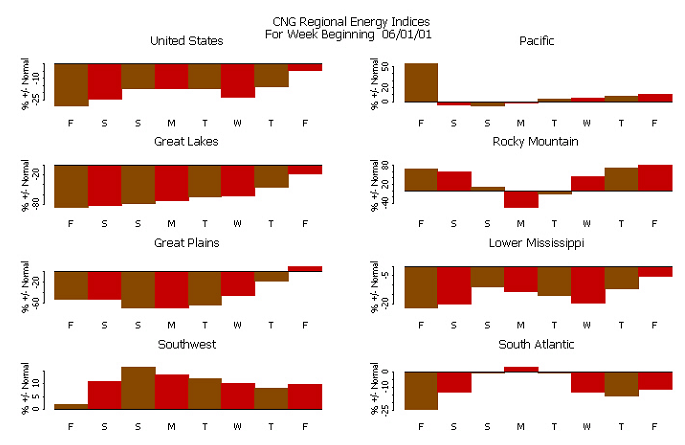 CNG Regional Energy Indices
For Week Beginning 06/01/01
United States
% +/- Normal
-10
-25
F S S M T W T F
Pacific
% +/- Normal
50
20
0
F S S M T W T F
Great Lakes
% +/- Normal
-20
-80
F S S M T W T F
Rocky Mountain
% +/- Normal
80
20
-40
F S S M T W T F
Great Plains
% +/- Normal
-20
-60
F S S M T W T F
Lower Mississippi
% +/- Normal
-5
-20
F S S M T W T F
Southwest
% +/- Normal
10
5
0
F S S M T W T F
South Atlantic
% +/- Normal
0
-10
-25
F S S M T W T F